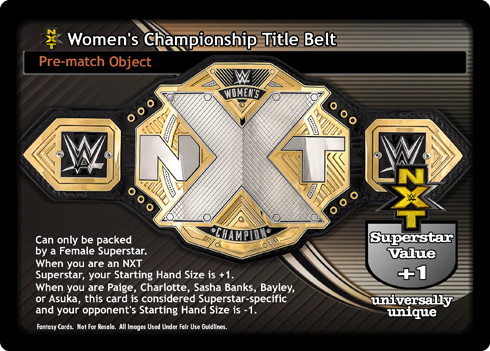 NXT Women's Championship Title Belt
Pre-match Object
W
WOMEN'S
W
NXT
W
CHAMPION
NXT
Superstar
Value
+1
universally
unique
Can only be packed
by a Female Superstar.
When you are an NXT
Superstar, your Starting Hand Size is +1.
When you are Paige, Charlotte, Sasha Banks, Bayley,
or Asuka, this card is considered Superstar-specific
and your opponent's Starting Hand Size is -1.
Fantasy Cards. Not For Resale. All Images Used Under Fair Use Guidlines.